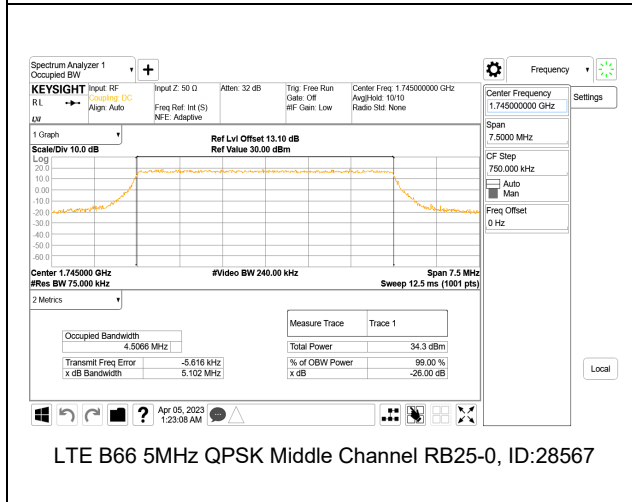 Spectrum Analyzer 1
Occupied BW
Frequency
KEYSIGHT
RL
Input: RF
Coupling: DC
Align: Auto
Input Z: 50 Ω
Freq Ref: Int (S)
NFE: Adaptive
Atten: 32 dB
Trig: Free Run
Gate: Off
#IF Gain: Low
Center Freq: 1.745000000 GHz
Avg|Hold: 10/10
Radio Std: None
Center Frequency
1.745000000 GHz
Settings
Span
7.5000 MHz
CF Step
750.000 kHz
Auto
Man
Freq Offset
0 Hz
1 Graph
Scale/Div 10.0 dB
Ref Lvl Offset 13.10 dB
Ref Value 30.00 dBm
Log
20.0
10.0
0.00
-10.0
-20.0
-30.0
-40.0
-50.0
-60.0
Center 1.745000 GHz
#Video BW 240.00 kHz
Span 7.5 MHz
#Res BW 75.000 kHz
Sweep 12.5 ms (1001 pts)
2 Metrics
Measure Trace
Trace 1
Occupied Bandwidth
4.5066 MHz
Total Power
34.3 dBm
Transmit Freq Error
-5.616 kHz
% of OBW Power
99.00 %
x dB Bandwidth
5.102 MHz
x dB
-26.00 dB
Local
?
Apr 05, 2023
1:23:08 AM
LTE B66 5MHz QPSK Middle Channel RB25-0, ID:28567